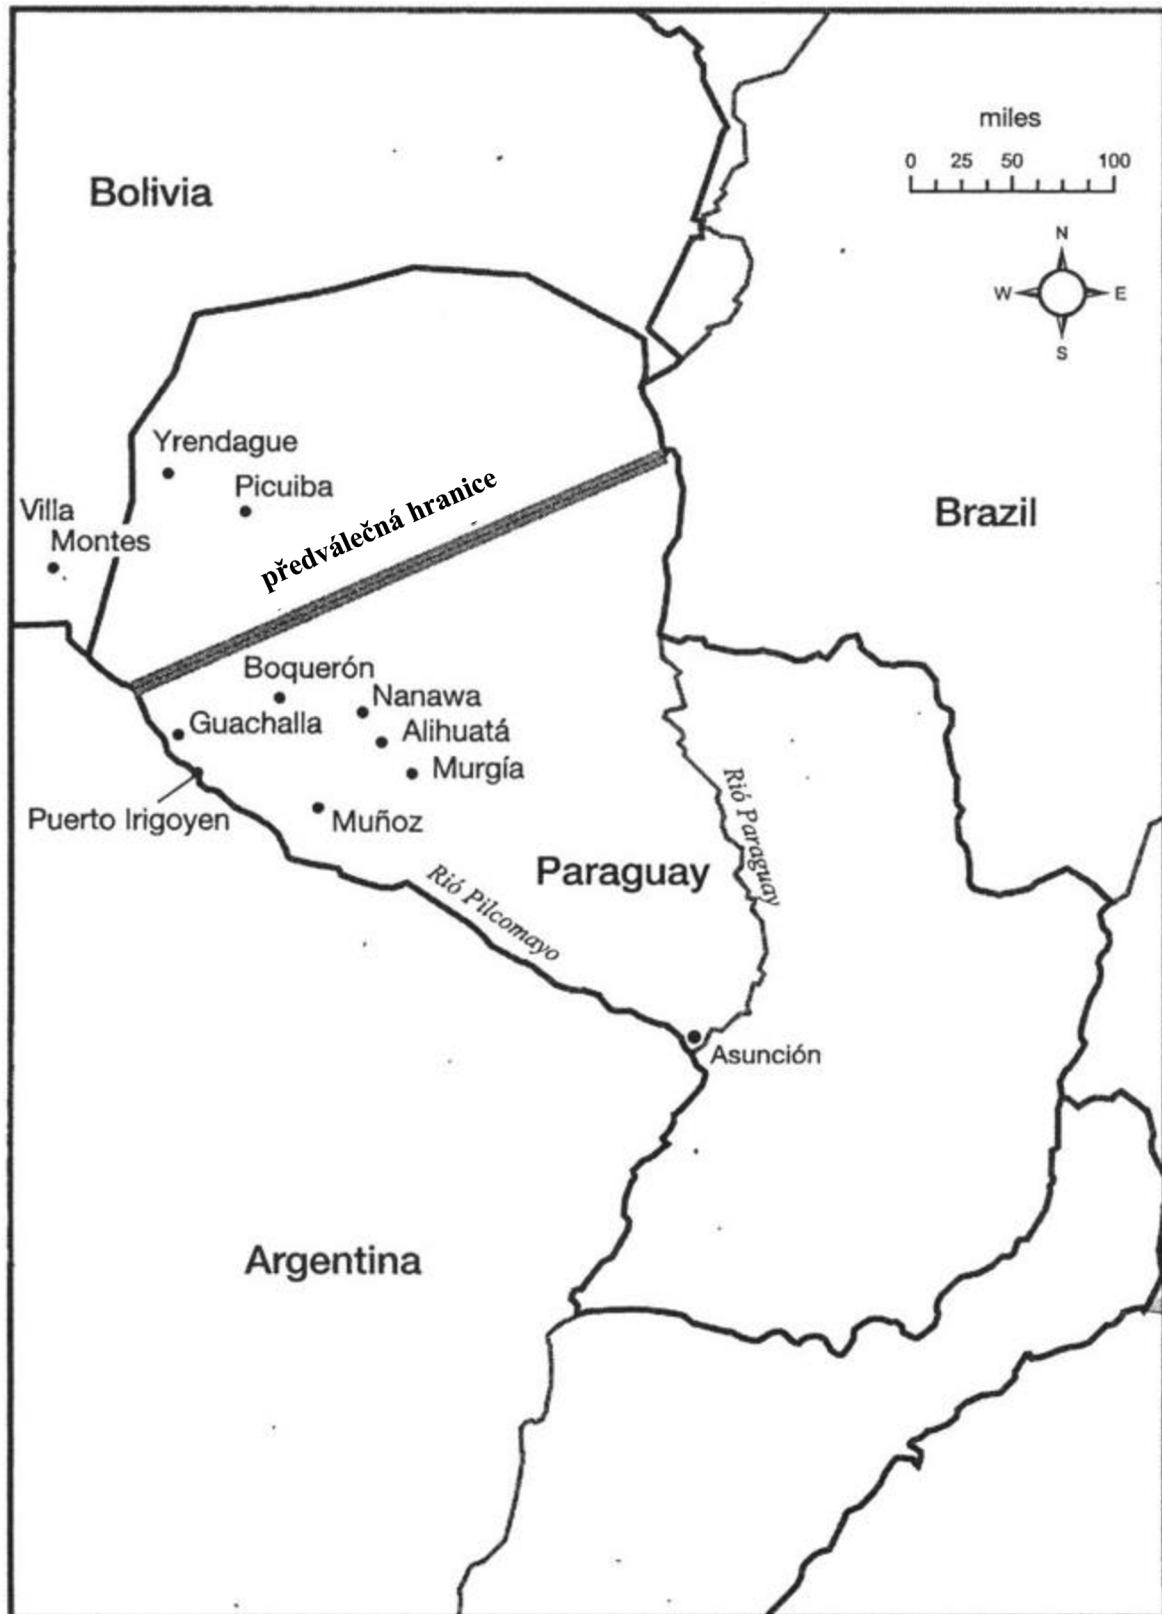 miles
0 25 50 100
Bolivia
N
W E
S
Yrendague
Picuiba
Villa
Montes
předválečná hranice
Brazil
Boquerón
Nanawa
Guachalla
Alihuatá
Murgía
Puerto Irigoyen
Muñoz
Rió Paraguay
Paraguay
Rió Pilcomayo
Asunción
Argentina